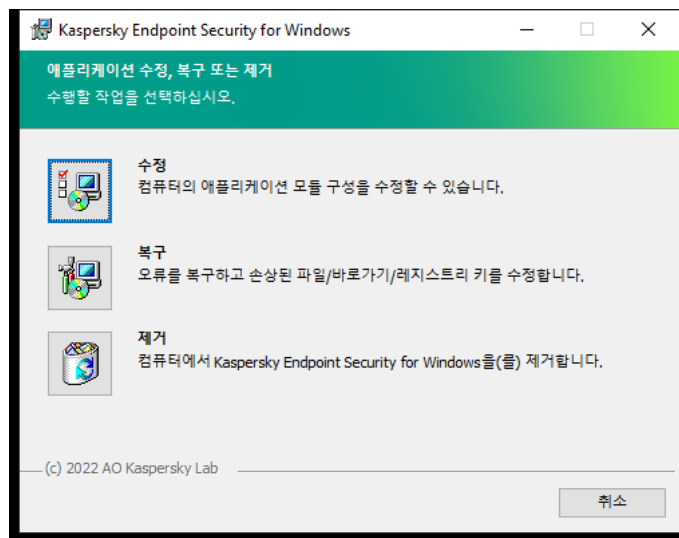 Kaspersky Endpoint Security for Windows
애플리케이션 수정, 복구 또는 제거
수행할 작업을 선택하십시오.
수정
컴퓨터의 애플리케이션 모듈 구성을 수정할 수 있습니다.
복구
오류를 복구하고 손상된 파일/바로가기/레지스트리 키를 수정합니다.
제거
컴퓨터에서 Kaspersky Endpoint Security for Windows을(를) 제거합니다.
(c) 2022 AO Kaspersky Lab
취소